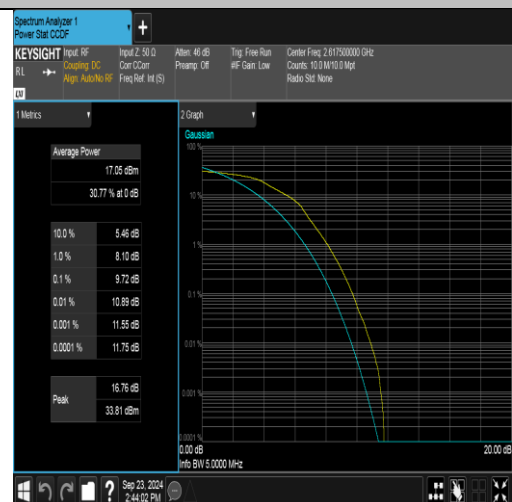 Spectrum Analyzer 1
Power Stat CCDF
+
KEYSIGHT
RL
Input: RF
Coupling: DC
Align: Auto/No RF
Input Z: 50 Ω
Corr CCorr
Freq Ref: Int (S)
Atten: 46 dB
Preamp: Off
Trig: Free Run
#IF Gain: Low
Center Freq: 2.617500000 GHz
Counts: 10.0 M/10.0 Mpt
Radio Std: None
1 Metrics
Average Power
17.05 dBm
30.77 % at 0 dB
10.0 % 5.46 dB
1.0 % 8.10 dB
0.1 % 9.72 dB
0.01 % 10.89 dB
0.001 % 11.55 dB
0.0001 % 11.75 dB
Peak
16.76 dB
33.81 dBm
2 Graph
Gaussian
100 %
10 %
1 %
0.1 %
0.01 %
0.001 %
0.0001 %
0.00 dB
20.00 dB
Info BW 5.0000 MHz
?
Sep 23, 2024
2:44:02 PM